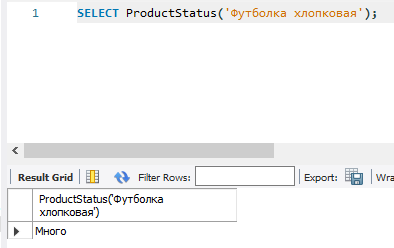 1 SELECT ProductStatus('Футболка хлопковая');
Result Grid Filter Rows: Export: Wra
ProductStatus('Футболка
хлопковая')
Много